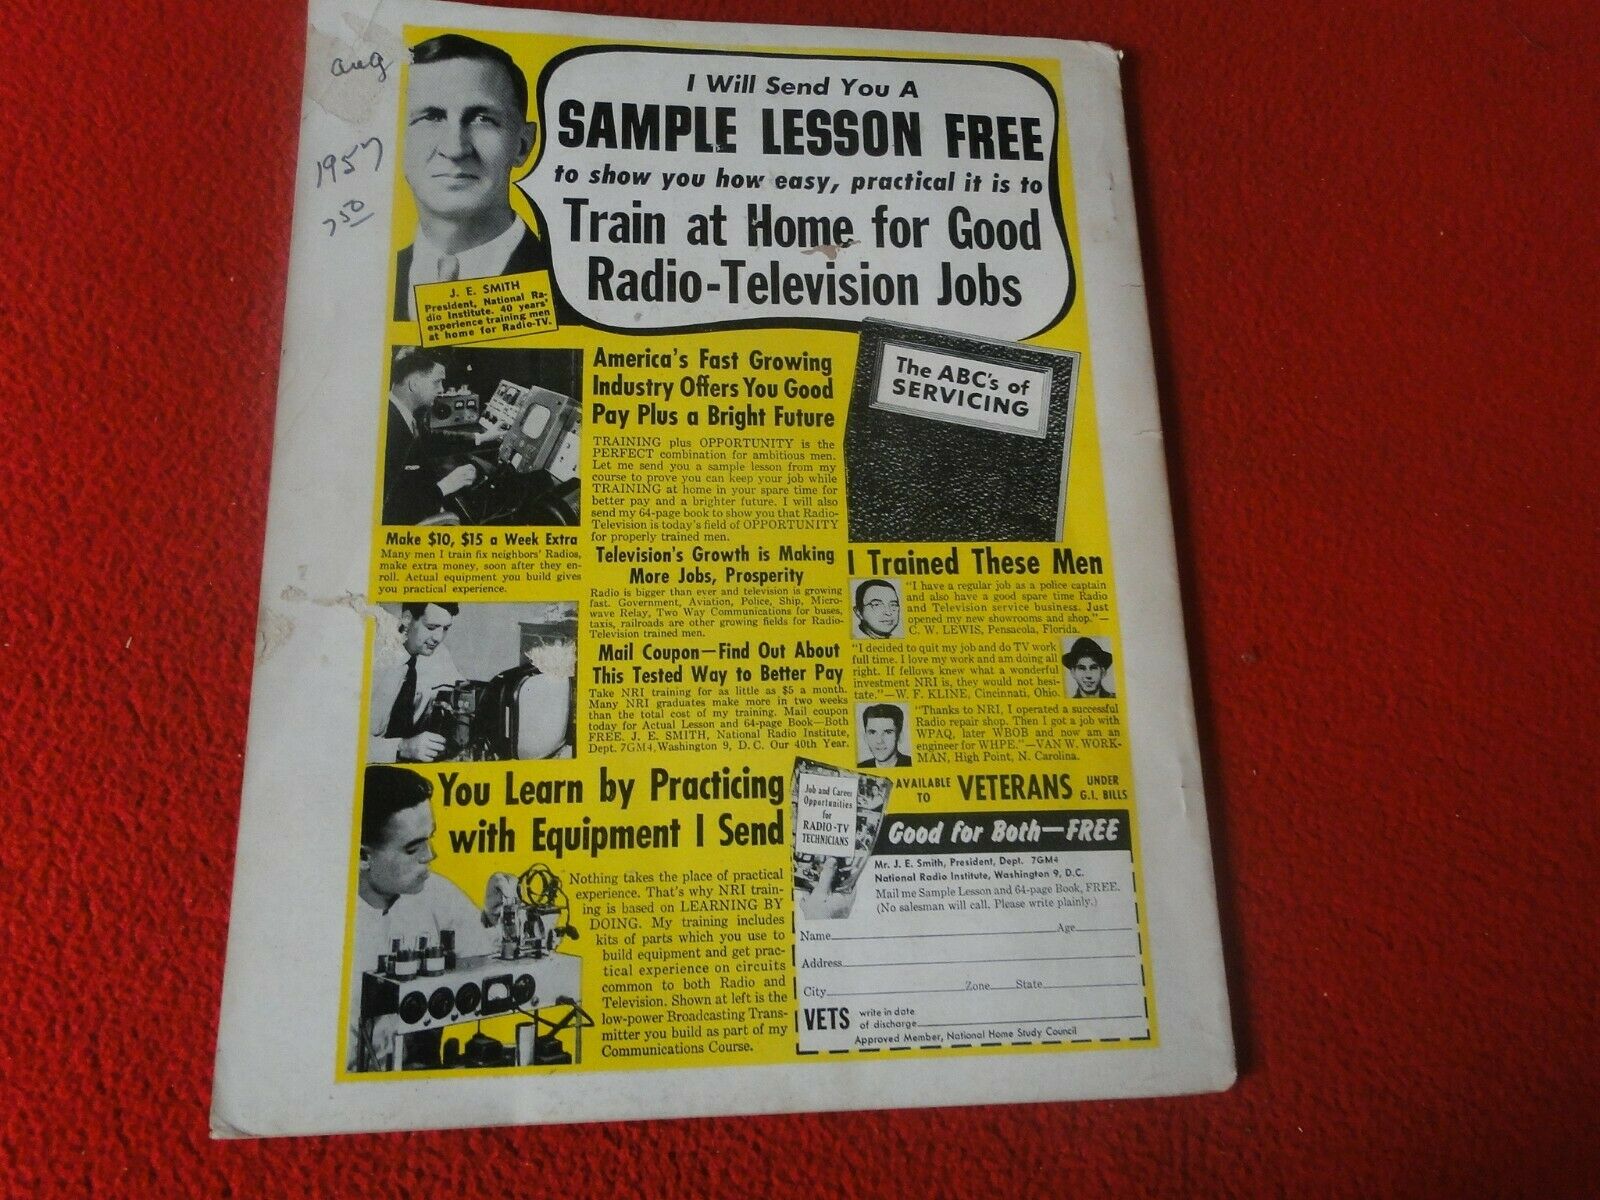 aug
1957
7 50
I Will Send You A
SAMPLE LESSON FREE
to show you how easy, practical it is to
Train at Home for Good
Radio-Television Jobs
J. E. SMITH
President, National Ra-
dio Institute. 40 years'
experience training men
at home for Radio-TV.
America's Fast Growing
Industry Offers You Good
Pay Plus a Bright Future
TRAINING plus OPPORTUNITY is the
PERFECT combination for ambitious men.
Let me send you a sample lesson from my
course to prove you can keep your job while
TRAINING at home in your spare time for
better pay and a brighter future. I will also
send my 64-page book to show you that Radio-
Television is today's field of OPPORTUNITY
for properly trained men.
The ABC's of
SERVICING
Make $10, $15 a Week Extra
Many men I train fix neighbors' Radios,
make extra money, soon after they en-
roll. Actual equipment you build gives
you practical experience.
Television's Growth is Making
More Jobs, Prosperity
Radio is bigger than ever and television is growing
fast. Government, Aviation, Police, Ship, Micro-
wave Relay, Two Way Communications for buses,
taxis, railroads are other growing fields for Radio-
Television trained men.
Mail Coupon—Find Out About
This Tested Way to Better Pay
Take NRI training for as little as $5 a month.
Many NRI graduates make more in two weeks
than the total cost of my training. Mail coupon
today for Actual Lesson and 64-page Book—Both
FREE. J. E. SMITH, National Radio Institute,
Dept. 7GM4, Washington 9, D. C. Our 40th Year.
I Trained These Men
"I have a regular job as a police captain
and also have a good spare time Radio
and Television service business. Just
opened my new showrooms and shop."—
C. W. LEWIS, Pensacola, Florida.
"I decided to quit my job and do TV work
full time. I love my work and am doing all
right. If fellows knew what a wonderful
investment NRI is, they would not hesi-
tate."—W. F. KLINE, Cincinnati, Ohio.
"Thanks to NRI, I operated a successful
Radio repair shop. Then I got a job with
WPAQ, later WBOB and now am an
engineer for WHPE."—VAN W. WORK-
MAN, High Point, N. Carolina.
You Learn by Practicing
with Equipment I Send
Nothing takes the place of practical
experience. That's why NRI train-
ing is based on LEARNING BY
DOING. My training includes
kits of parts which you use to
build equipment and get prac-
tical experience on circuits
common to both Radio and
Television. Shown at left is the
low-power Broadcasting Trans-
mitter you build as part of my
Communications Course.
Job and Career
Opportunities
for
RADIO-TV
TECHNICIANS
AVAILABLE TO VETERANS UNDER G.I. BILLS
Good for Both—FREE
Mr. J. E. Smith, President, Dept. 7GM4
National Radio Institute, Washington 9, D.C.
Mail me Sample Lesson and 64-page Book, FREE.
(No salesman will call. Please write plainly.)
Name Age
Address
City Zone State
VETS write in date of discharge
Approved Member, National Home Study Council